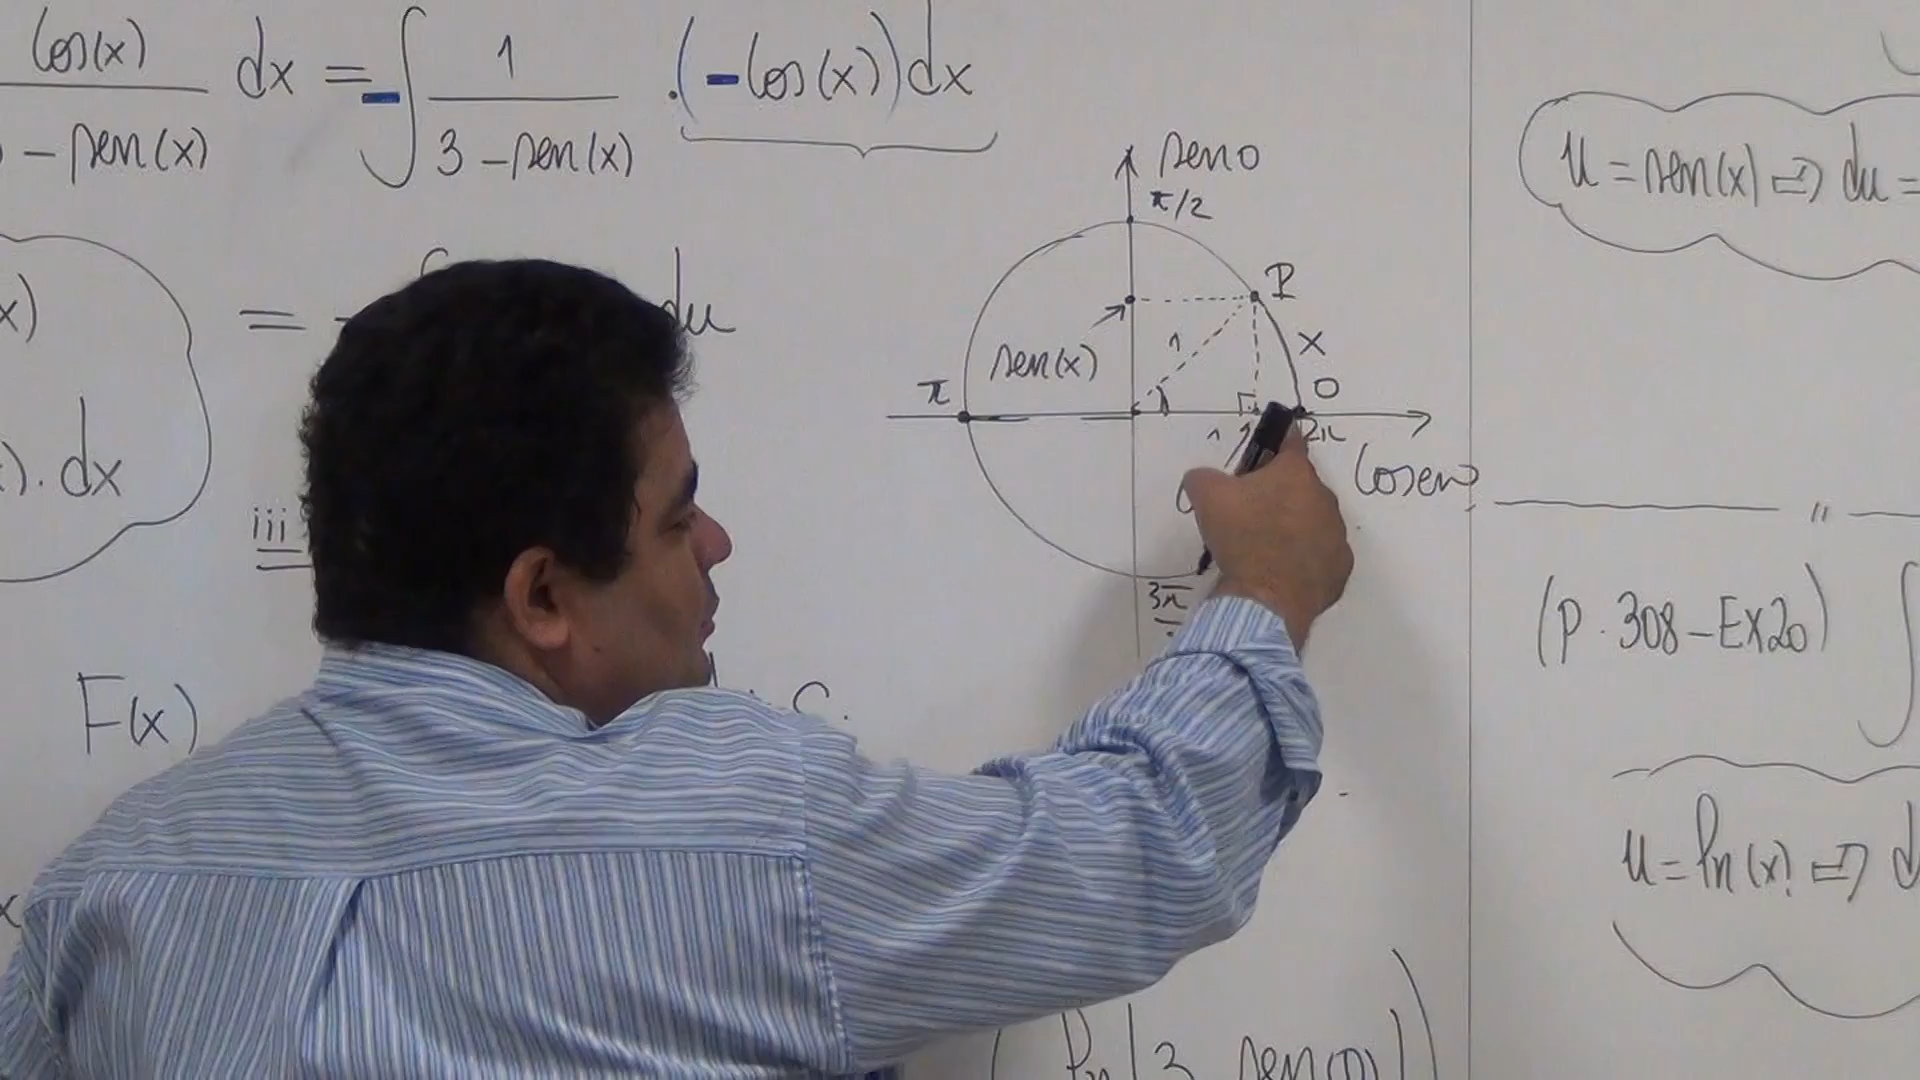 cos(x) dx = - ∫ 1 . (- cos(x)) dx
- sen(x) 3 - sen(x)
seno
π/2
u = sen(x) ⇒ du =
x) = - du
P
1 x
sen(x)
π 0
2π
cosseno
). dx
iii
3π
(P. 308 - EX 20) ∫
F(x) C.
u = ln(x) ⇒ d
x
ln | 3 sen(